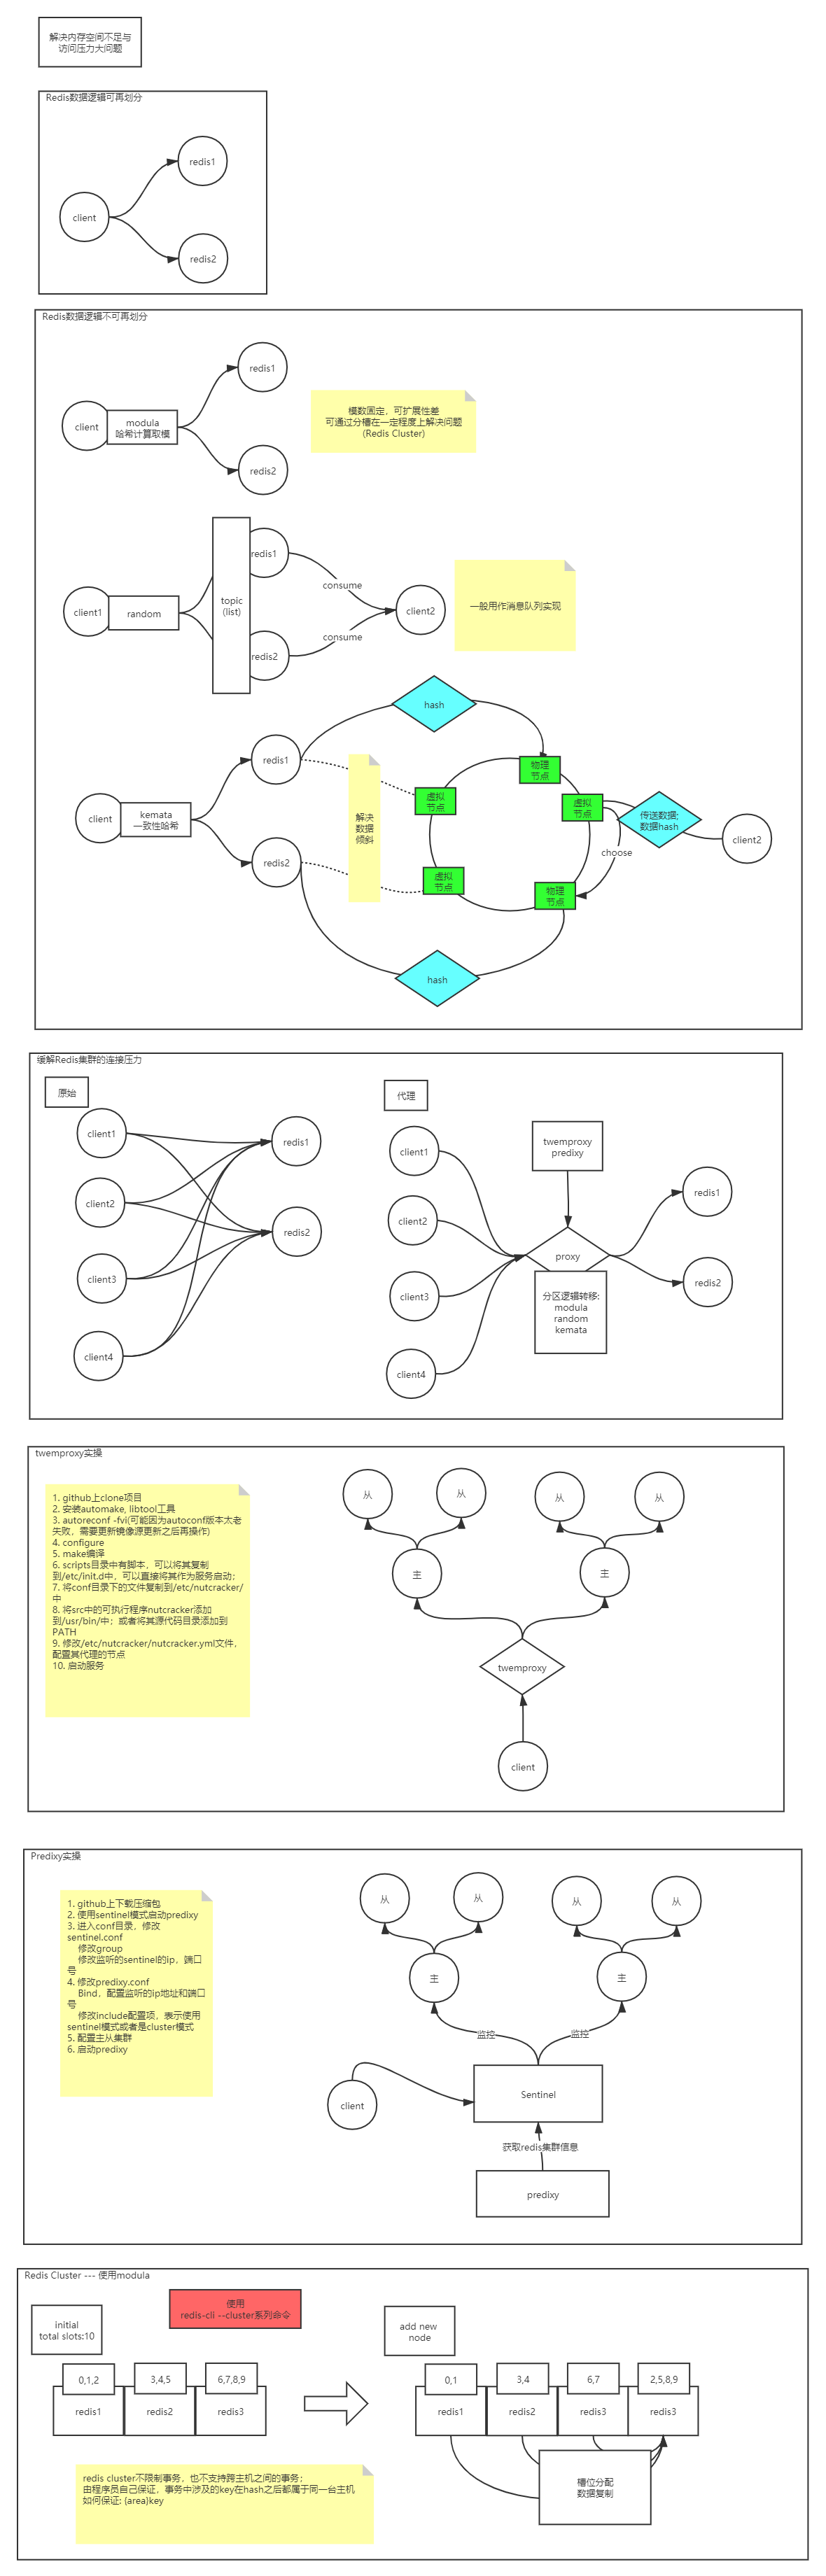 解决内存空间不足与
访问压力大问题
Redis数据逻辑可再划分
redis1
client
redis2
Redis数据逻辑不可再划分
redis1
client
modula
哈希计算取模
redis2
模数固定，可扩展性差
可通过分槽在一定程度上解决问题
(Redis Cluster)
client1
random
topic
(list)
redis1
redis2
consume
consume
client2
一般用作消息队列实现
client
kemata
一致性哈希
redis1
redis2
解决
数据
倾斜
hash
物理
节点
虚拟
节点
虚拟
节点
虚拟
节点
物理
节点
传送数据;
数据hash
choose
client2
hash
缓解Redis集群的连接压力
原始
client1
client2
client3
client4
redis1
redis2
代理
client1
client2
client3
client4
twemproxy
predixy
proxy
分区逻辑转移:
modula
random
kemata
redis1
redis2
twemproxy实操
1. github上clone项目
2. 安装automake, libtool工具
3. autoreconf -fvi(可能因为autoconf版本太老
失败，需要更新镜像源更新之后再操作)
4. configure
5. make编译
6. scripts目录中有脚本，可以将其复制
到/etc/init.d中，可以直接将其作为服务启动；
7. 将conf目录下的文件复制到/etc/nutcracker/
中
8. 将src中的可执行程序nutcracker添加
到/usr/bin/中；或者将其源代码目录添加到
PATH
9. 修改/etc/nutcracker/nutcracker.yml文件，
配置其代理的节点
10. 启动服务
从
从
从
从
主
主
twemproxy
client
Predixy实操
1. github上下载压缩包
2. 使用sentinel模式启动predixy
3. 进入conf目录，修改
sentinel.conf
修改group
修改监听的sentinel的ip，端口
号
4. 修改predixy.conf
Bind，配置监听的ip地址和端口
号
修改include配置项，表示使用
sentinel模式或者是cluster模式
5. 配置主从集群
6. 启动predixy
从
从
从
从
主
主
监控
监控
client
Sentinel
获取redis集群信息
predixy
Redis Cluster --- 使用modula
initial
total slots:10
使用
redis-cli --cluster系列命令
add new
node
0,1,2
3,4,5
6,7,8,9
redis1
redis2
redis3
0,1
3,4
6,7
2,5,8,9
redis1
redis2
redis3
redis3
槽位分配
数据复制
redis cluster不限制事务，也不支持跨主机之间的事务；
由程序员自己保证，事务中涉及的key在hash之后都属于同一台主机
如何保证: {area}key